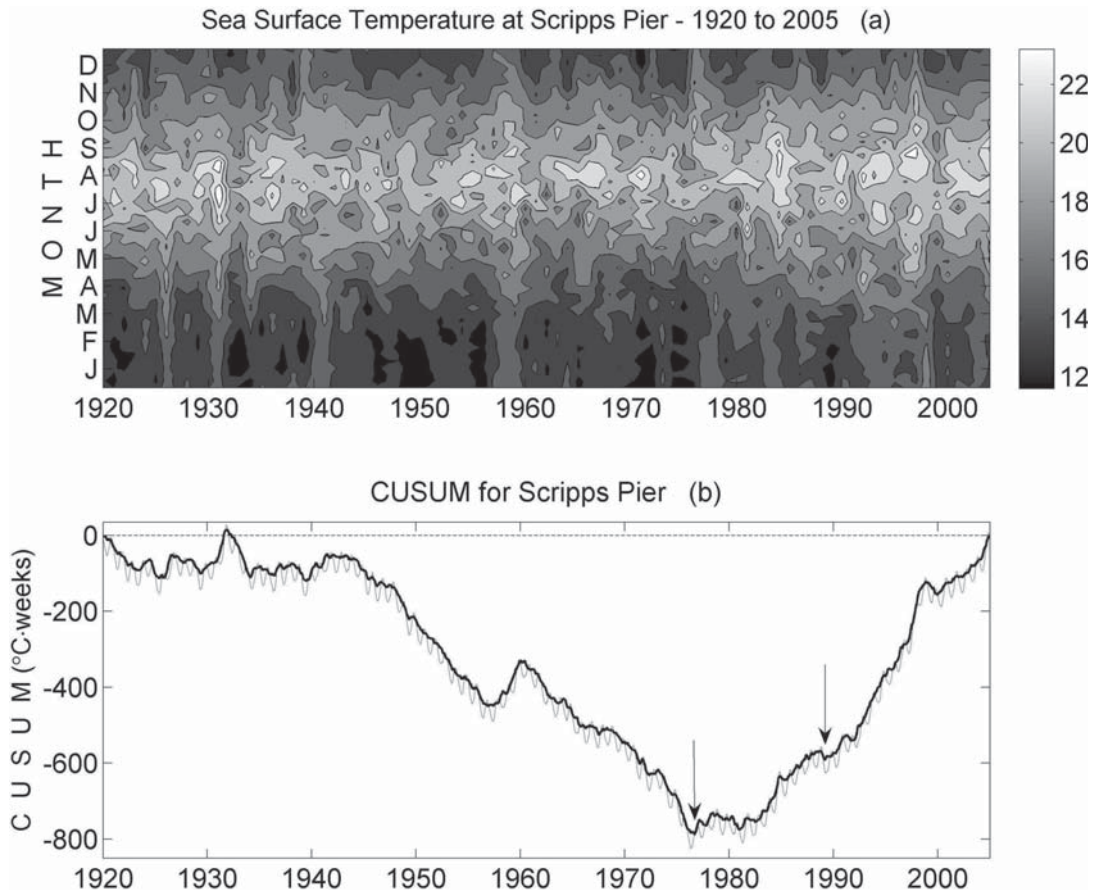 Sea Surface Temperature at Scripps Pier - 1920 to 2005 (a)
D
N
O
S
A
J
J
M
A
M
F
J
M O N T H
22
20
18
16
14
12
1920 1930 1940 1950 1960 1970 1980 1990 2000
CUSUM for Scripps Pier (b)
C U S U M (°C·weeks)
0
-200
-400
-600
-800
1920 1930 1940 1950 1960 1970 1980 1990 2000